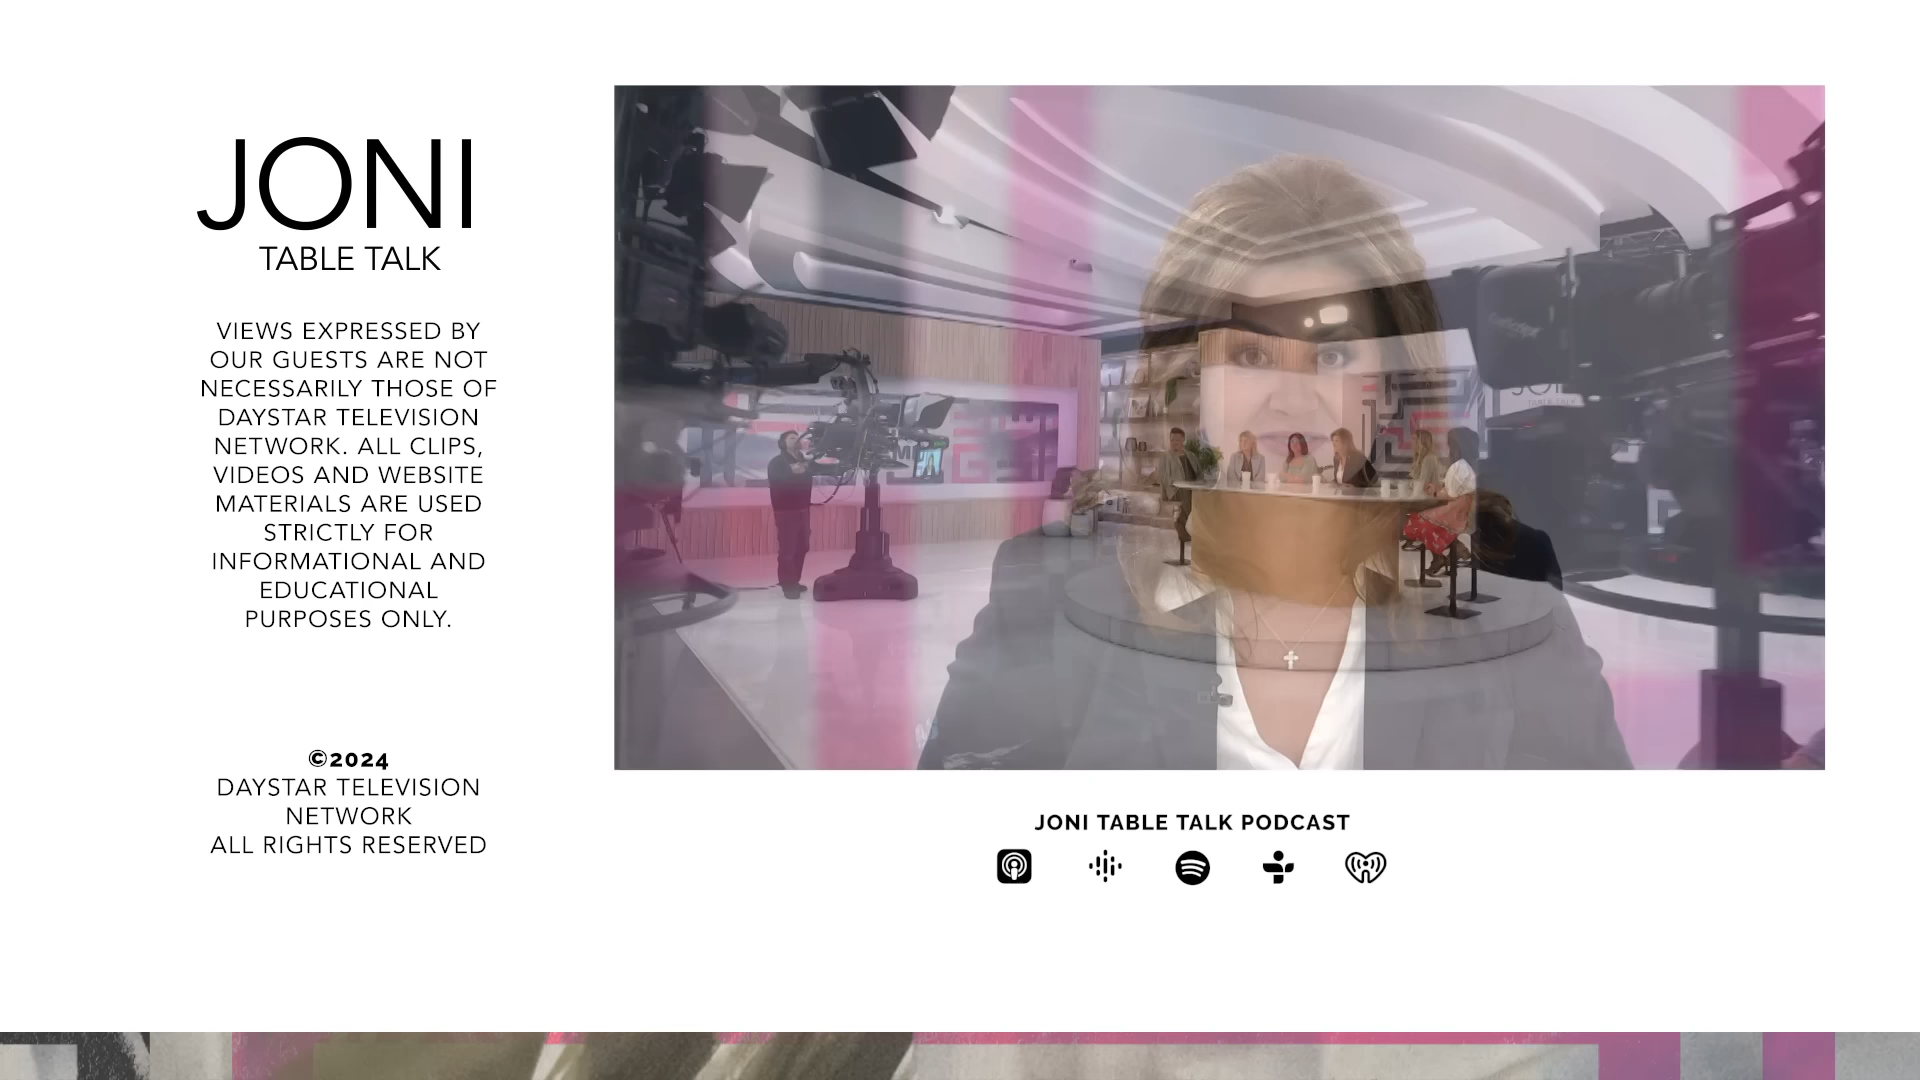 JONI
TABLE TALK
VIEWS EXPRESSED BY
OUR GUESTS ARE NOT
NECESSARILY THOSE OF
DAYSTAR TELEVISION
NETWORK. ALL CLIPS,
VIDEOS AND WEBSITE
MATERIALS ARE USED
STRICTLY FOR
INFORMATIONAL AND
EDUCATIONAL
PURPOSES ONLY.
©2024
DAYSTAR TELEVISION
NETWORK
ALL RIGHTS RESERVED
JONI TABLE TALK PODCAST